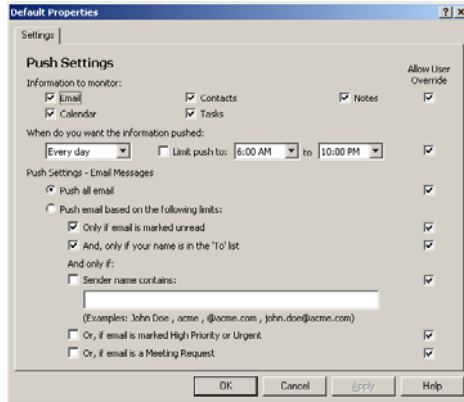 Default Properties
Settings
Push Settings
Allow User
Override
Information to monitor:
Email Contacts Notes
Calendar Tasks
When do you want the information pushed:
Every day Limit push to: 6:00 AM to 10:00 PM
Push Settings - Email Messages
Push all email
Push email based on the following limits:
Only if email is marked unread
And, only if your name is in the 'To' list
And only if:
Sender name contains:
(Examples: John Doe , acme , @acme.com , john.doe@acme.com)
Or, if email is marked High Priority or Urgent
Or, if email is a Meeting Request
OK Cancel Apply Help